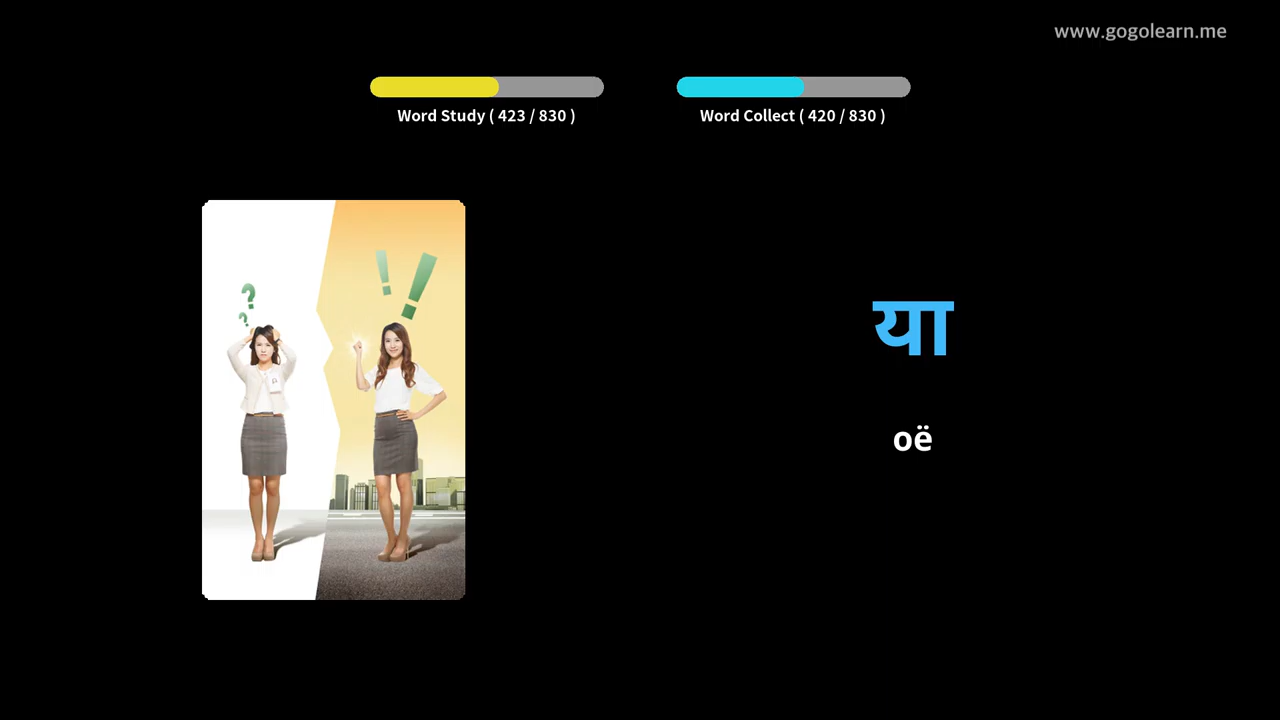 www.gogolearn.me
Word Study ( 423 / 830 )
Word Collect ( 420 / 830 )
? ?
! !
या
oë